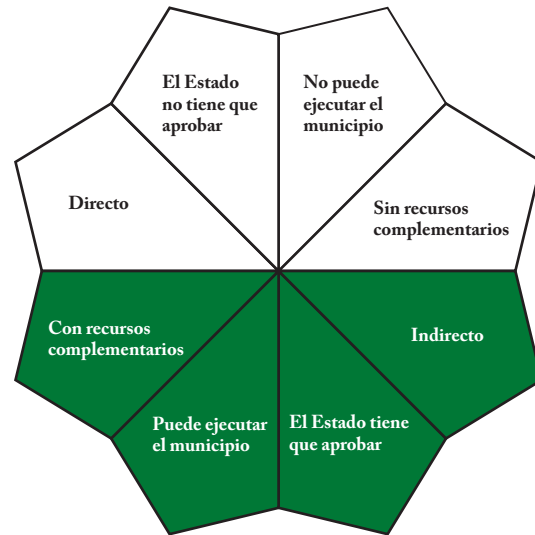 El Estado
no tiene que
aprobar
No puede
ejecutar el
municipio
Directo
Sin recursos
complementarios
Con recursos
complementarios
Indirecto
Puede ejecutar
el municipio
El Estado tiene
que aprobar